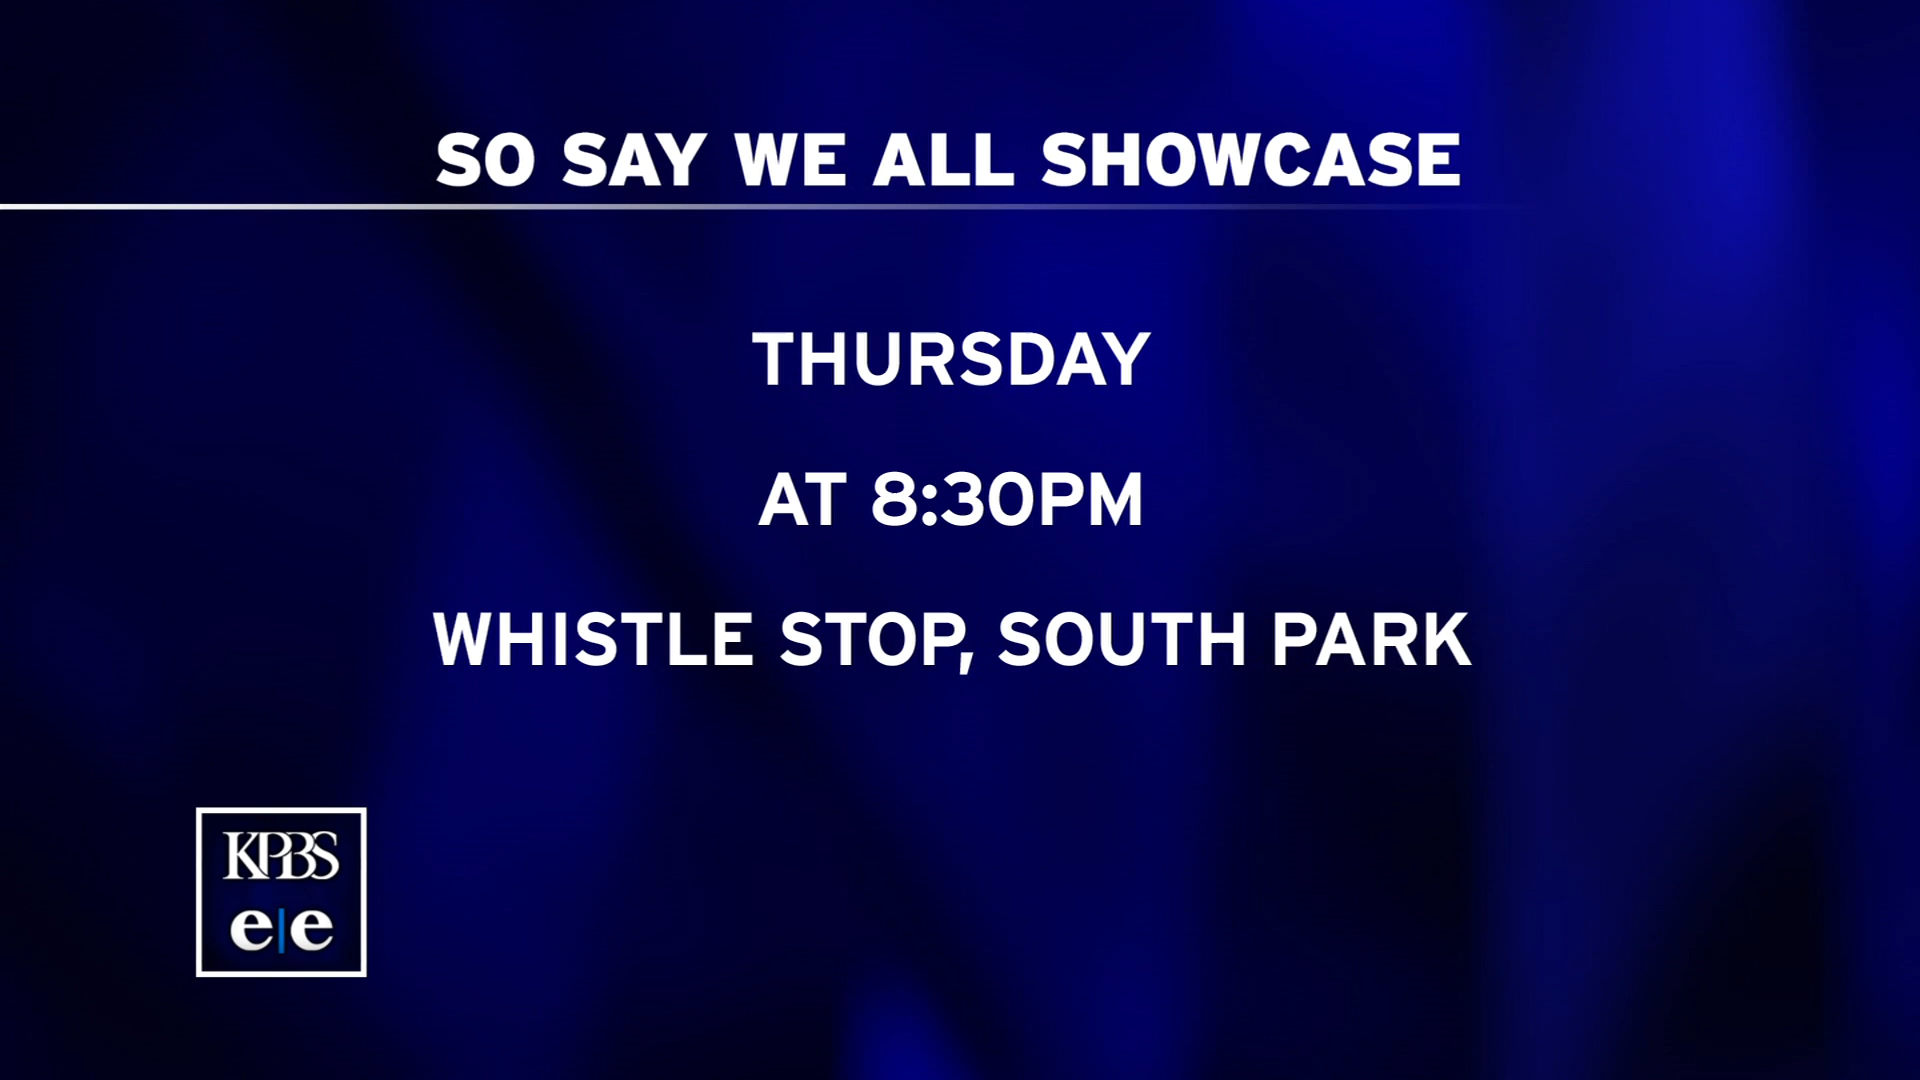 SO SAY WE ALL SHOWCASE
THURSDAY
AT 8:30PM
WHISTLE STOP, SOUTH PARK
KPBS
e|e